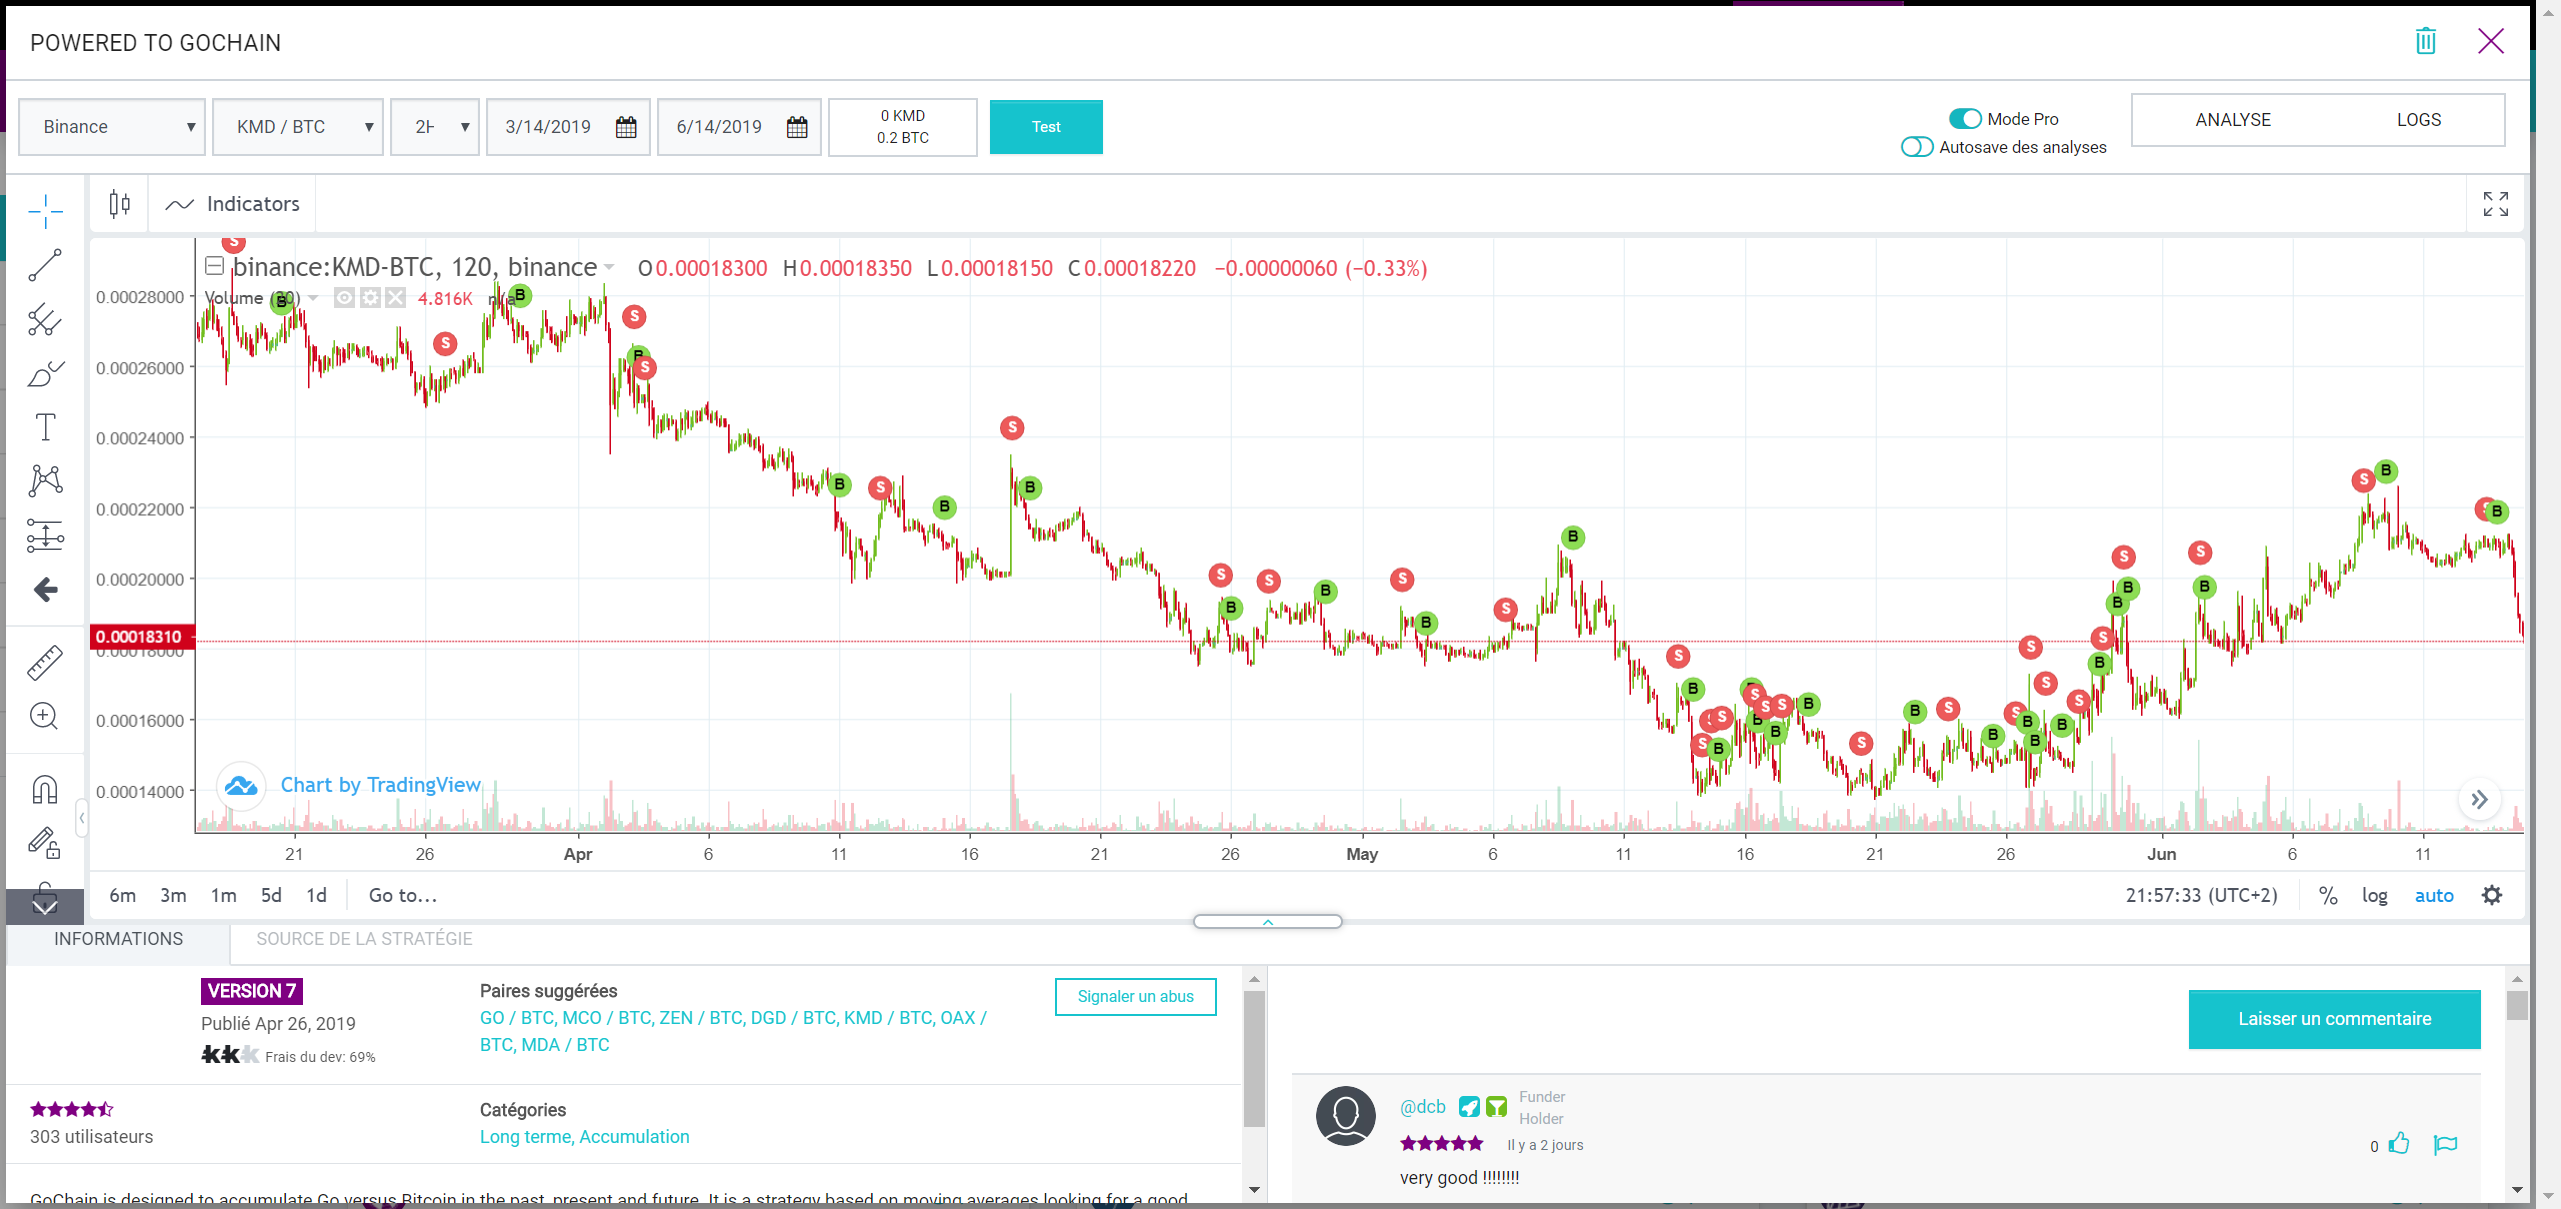 POWERED TO GOCHAIN
Binance
KMD / BTC
3/14/2019
6/14/2019
0 KMD
0.2 BTC
Test
Mode Pro
Autosave des analyses
ANALYSE
LOGS
Indicators
binance:KMD-BTC, 120, binance
O0.00018300 H0.00018350 L0.00018150 C0.00018220 −0.00000060 (−0.33%)
Volume 4.816K
0.00028000
0.00026000
0.00024000
0.00022000
0.00020000
0.00018310
0.00018000
0.00016000
0.00014000
Chart by TradingView
21 26 Apr 6 11 16 21 26 May 6 11 16 21 26 Jun 6 11
6m 3m 1m 5d 1d Go to...
21:57:33 (UTC+2) % log auto
INFORMATIONS
SOURCE DE LA STRATÉGIE
VERSION 7
Publié Apr 26, 2019
Frais du dev: 69%
Paires suggérées
GO / BTC, MCO / BTC, ZEN / BTC, DGD / BTC, KMD / BTC, OAX /
BTC, MDA / BTC
Signaler un abus
303 utilisateurs
Catégories
Long terme, Accumulation
GoChain is designed to accumulate Go versus Bitcoin in the past, present and future. It is a strategy based on moving averages looking for a good
Laisser un commentaire
@dcb
Funder
Holder
Il y a 2 jours
0
very good !!!!!!!!